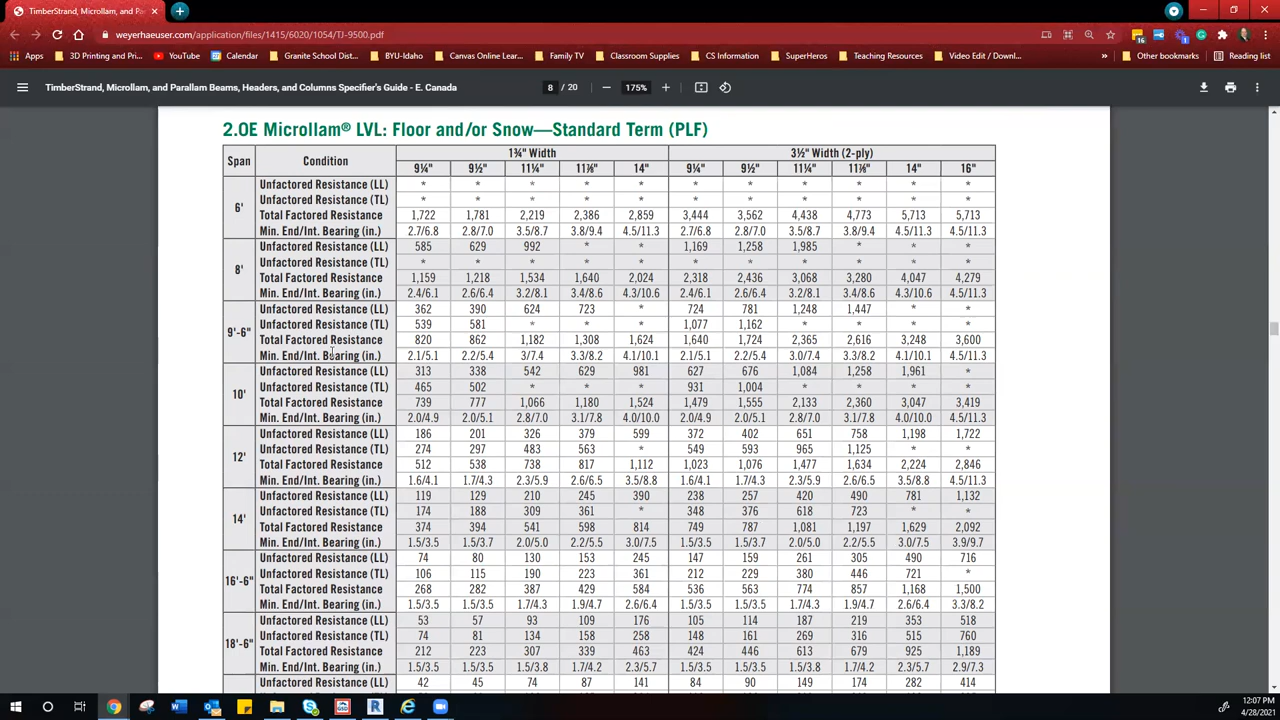 TimberStrand, Microllam, and Pa
weyerhaeuser.com/application/files/1415/6020/1054/TJ-9500.pdf
Apps 3D Printing and Pri... YouTube Calendar Granite School Dist... BYU-Idaho Canvas Online Lear... Family TV Classroom Supplies CS Information SuperHeros Teaching Resources Video Edit / Downl... » Other bookmarks Reading list
TimberStrand, Microllam, and Parallam Beams, Headers, and Columns Specifier's Guide - E. Canada 8 / 20 175%
2.0E Microllam® LVL: Floor and/or Snow—Standard Term (PLF)
Span Condition 1¾" Width 3½" Width (2-ply)
9¼" 9½" 11¼" 11⅞" 14" 9¼" 9½" 11¼" 11⅞" 14" 16"
6'
Unfactored Resistance (LL) * * * * * * * * * * *
Unfactored Resistance (TL) * * * * * * * * * * *
Total Factored Resistance 1,722 1,781 2,219 2,386 2,859 3,444 3,562 4,438 4,773 5,713 5,713
Min. End/Int. Bearing (in.) 2.7/6.8 2.8/7.0 3.5/8.7 3.8/9.4 4.5/11.3 2.7/6.8 2.8/7.0 3.5/8.7 3.8/9.4 4.5/11.3 4.5/11.3
8'
Unfactored Resistance (LL) 585 629 992 * * 1,169 1,258 1,985 * * *
Unfactored Resistance (TL) * * * * * * * * * * *
Total Factored Resistance 1,159 1,218 1,534 1,640 2,024 2,318 2,436 3,068 3,280 4,047 4,279
Min. End/Int. Bearing (in.) 2.4/6.1 2.6/6.4 3.2/8.1 3.4/8.6 4.3/10.6 2.4/6.1 2.6/6.4 3.2/8.1 3.4/8.6 4.3/10.6 4.5/11.3
9'-6"
Unfactored Resistance (LL) 362 390 624 723 * 724 781 1,248 1,447 * *
Unfactored Resistance (TL) 539 581 * * * 1,077 1,162 * * * *
Total Factored Resistance 820 862 1,182 1,308 1,624 1,640 1,724 2,365 2,616 3,248 3,600
Min. End/Int. Bearing (in.) 2.1/5.1 2.2/5.4 3/7.4 3.3/8.2 4.1/10.1 2.1/5.1 2.2/5.4 3.0/7.4 3.3/8.2 4.1/10.1 4.5/11.3
10'
Unfactored Resistance (LL) 313 338 542 629 981 627 676 1,084 1,258 1,961 *
Unfactored Resistance (TL) 465 502 * * * 931 1,004 * * * *
Total Factored Resistance 739 777 1,066 1,180 1,524 1,479 1,555 2,133 2,360 3,047 3,419
Min. End/Int. Bearing (in.) 2.0/4.9 2.0/5.1 2.8/7.0 3.1/7.8 4.0/10.0 2.0/4.9 2.0/5.1 2.8/7.0 3.1/7.8 4.0/10.0 4.5/11.3
12'
Unfactored Resistance (LL) 186 201 326 379 599 372 402 651 758 1,198 1,722
Unfactored Resistance (TL) 274 297 483 563 * 549 593 965 1,125 * *
Total Factored Resistance 512 538 738 817 1,112 1,023 1,076 1,477 1,634 2,224 2,846
Min. End/Int. Bearing (in.) 1.6/4.1 1.7/4.3 2.3/5.9 2.6/6.5 3.5/8.8 1.6/4.1 1.7/4.3 2.3/5.9 2.6/6.5 3.5/8.8 4.5/11.3
14'
Unfactored Resistance (LL) 119 129 210 245 390 238 257 420 490 781 1,132
Unfactored Resistance (TL) 174 188 309 361 * 348 376 618 723 * *
Total Factored Resistance 374 394 541 598 814 749 787 1,081 1,197 1,629 2,092
Min. End/Int. Bearing (in.) 1.5/3.5 1.5/3.7 2.0/5.0 2.2/5.5 3.0/7.5 1.5/3.5 1.5/3.7 2.0/5.0 2.2/5.5 3.0/7.5 3.9/9.7
16'-6"
Unfactored Resistance (LL) 74 80 130 153 245 147 159 261 305 490 716
Unfactored Resistance (TL) 106 115 190 223 361 212 229 380 446 721 *
Total Factored Resistance 268 282 387 429 584 536 563 774 857 1,168 1,500
Min. End/Int. Bearing (in.) 1.5/3.5 1.5/3.5 1.7/4.3 1.9/4.7 2.6/6.4 1.5/3.5 1.5/3.5 1.7/4.3 1.9/4.7 2.6/6.4 3.3/8.2
18'-6"
Unfactored Resistance (LL) 53 57 93 109 176 105 114 187 219 353 518
Unfactored Resistance (TL) 74 81 134 158 258 148 161 269 316 515 760
Total Factored Resistance 212 223 307 339 463 424 446 613 679 925 1,189
Min. End/Int. Bearing (in.) 1.5/3.5 1.5/3.5 1.5/3.8 1.7/4.2 2.3/5.7 1.5/3.5 1.5/3.5 1.5/3.8 1.7/4.2 2.3/5.7 2.9/7.3
Unfactored Resistance (LL) 42 45 74 87 141 84 90 149 174 282 414
12:07 PM
4/28/2021